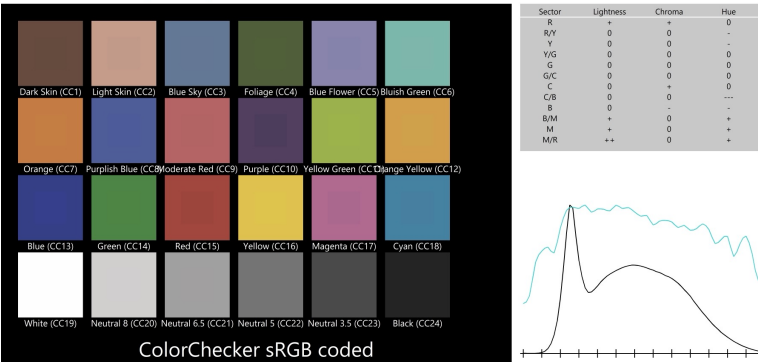 Dark Skin (CC1) Light Skin (CC2) Blue Sky (CC3) Foliage (CC4) Blue Flower (CC5) Bluish Green (CC6)
Orange (CC7) Purplish Blue (CC8) Moderate Red (CC9) Purple (CC10) Yellow Green (CC11) Orange Yellow (CC12)
Blue (CC13) Green (CC14) Red (CC15) Yellow (CC16) Magenta (CC17) Cyan (CC18)
White (CC19) Neutral 8 (CC20) Neutral 6.5 (CC21) Neutral 5 (CC22) Neutral 3.5 (CC23) Black (CC24)
ColorChecker sRGB coded
Sector Lightness Chroma Hue
R + + 0
R/Y 0 0 -
Y 0 0 -
Y/G 0 0 0
G 0 0 0
G/C 0 0 0
C 0 + 0
C/B 0 0 ---
B 0 - -
B/M + 0 +
M + 0 +
M/R ++ 0 +